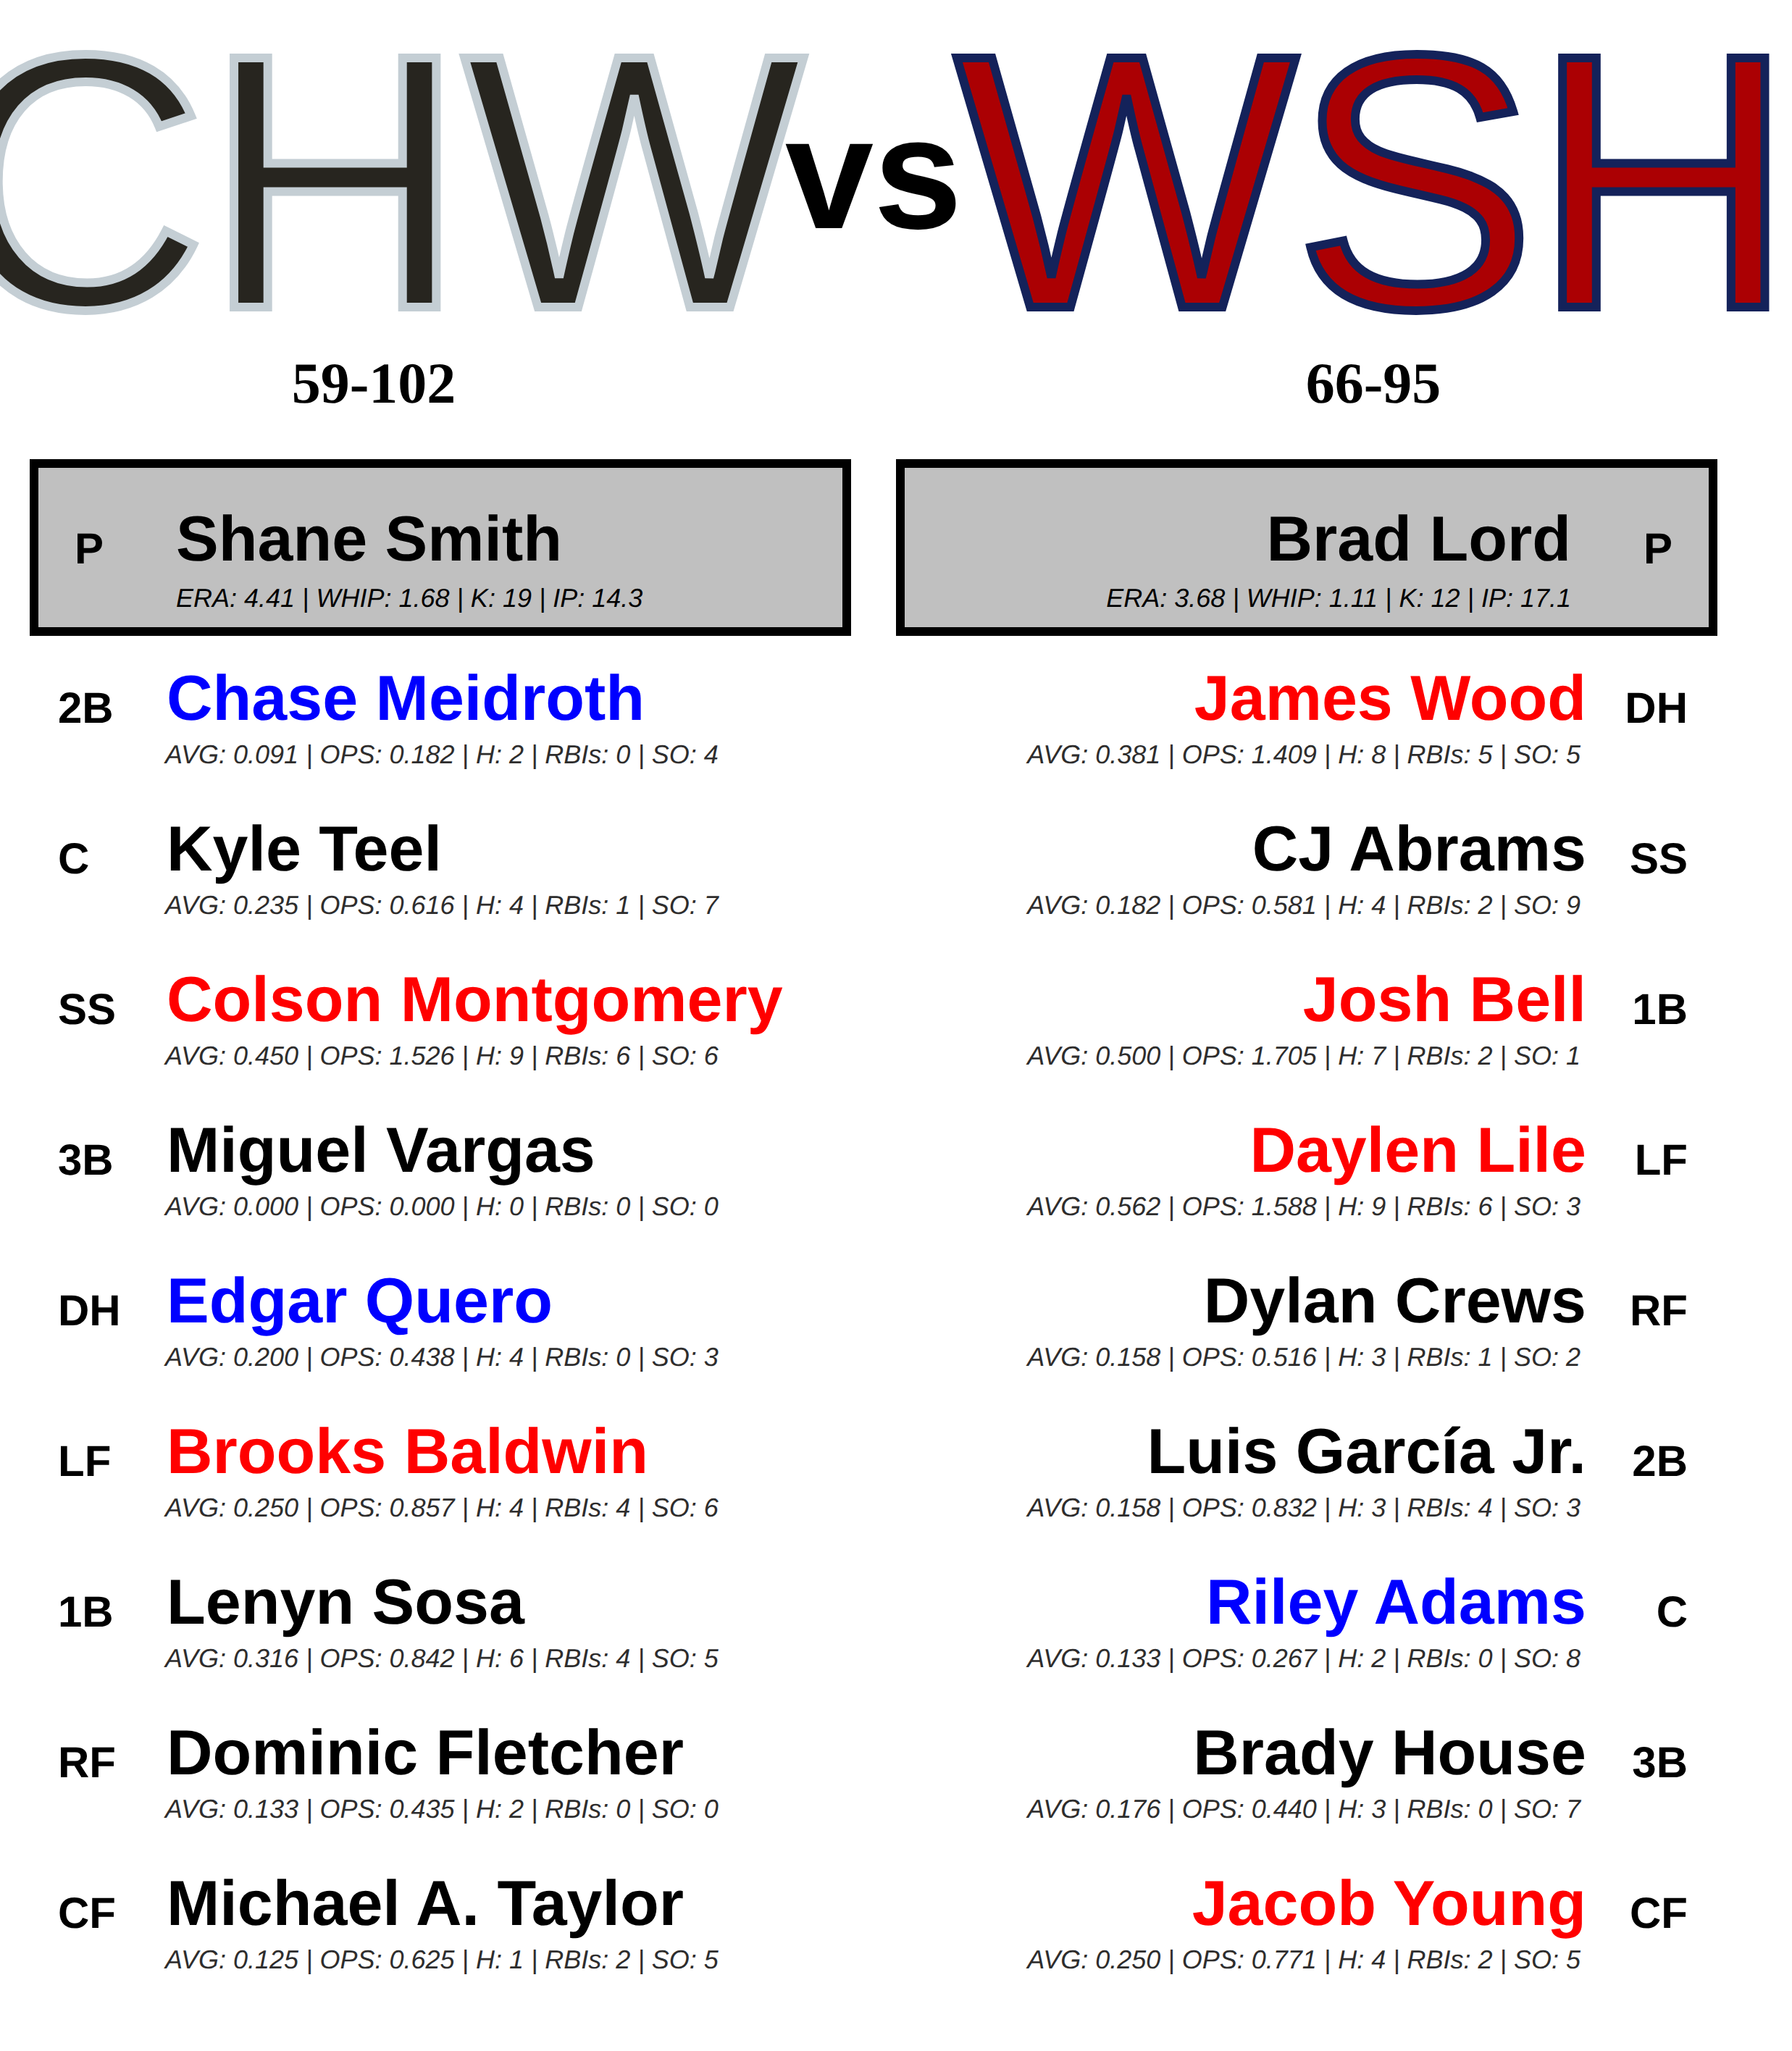 CHW vs WSH
59-102
66-95
P Shane Smith
ERA: 4.41 | WHIP: 1.68 | K: 19 | IP: 14.3
Brad Lord P
ERA: 3.68 | WHIP: 1.11 | K: 12 | IP: 17.1
2B Chase Meidroth
AVG: 0.091 | OPS: 0.182 | H: 2 | RBIs: 0 | SO: 4
C Kyle Teel
AVG: 0.235 | OPS: 0.616 | H: 4 | RBIs: 1 | SO: 7
SS Colson Montgomery
AVG: 0.450 | OPS: 1.526 | H: 9 | RBIs: 6 | SO: 6
3B Miguel Vargas
AVG: 0.000 | OPS: 0.000 | H: 0 | RBIs: 0 | SO: 0
DH Edgar Quero
AVG: 0.200 | OPS: 0.438 | H: 4 | RBIs: 0 | SO: 3
LF Brooks Baldwin
AVG: 0.250 | OPS: 0.857 | H: 4 | RBIs: 4 | SO: 6
1B Lenyn Sosa
AVG: 0.316 | OPS: 0.842 | H: 6 | RBIs: 4 | SO: 5
RF Dominic Fletcher
AVG: 0.133 | OPS: 0.435 | H: 2 | RBIs: 0 | SO: 0
CF Michael A. Taylor
AVG: 0.125 | OPS: 0.625 | H: 1 | RBIs: 2 | SO: 5
James Wood DH
AVG: 0.381 | OPS: 1.409 | H: 8 | RBIs: 5 | SO: 5
CJ Abrams SS
AVG: 0.182 | OPS: 0.581 | H: 4 | RBIs: 2 | SO: 9
Josh Bell 1B
AVG: 0.500 | OPS: 1.705 | H: 7 | RBIs: 2 | SO: 1
Daylen Lile LF
AVG: 0.562 | OPS: 1.588 | H: 9 | RBIs: 6 | SO: 3
Dylan Crews RF
AVG: 0.158 | OPS: 0.516 | H: 3 | RBIs: 1 | SO: 2
Luis García Jr. 2B
AVG: 0.158 | OPS: 0.832 | H: 3 | RBIs: 4 | SO: 3
Riley Adams C
AVG: 0.133 | OPS: 0.267 | H: 2 | RBIs: 0 | SO: 8
Brady House 3B
AVG: 0.176 | OPS: 0.440 | H: 3 | RBIs: 0 | SO: 7
Jacob Young CF
AVG: 0.250 | OPS: 0.771 | H: 4 | RBIs: 2 | SO: 5